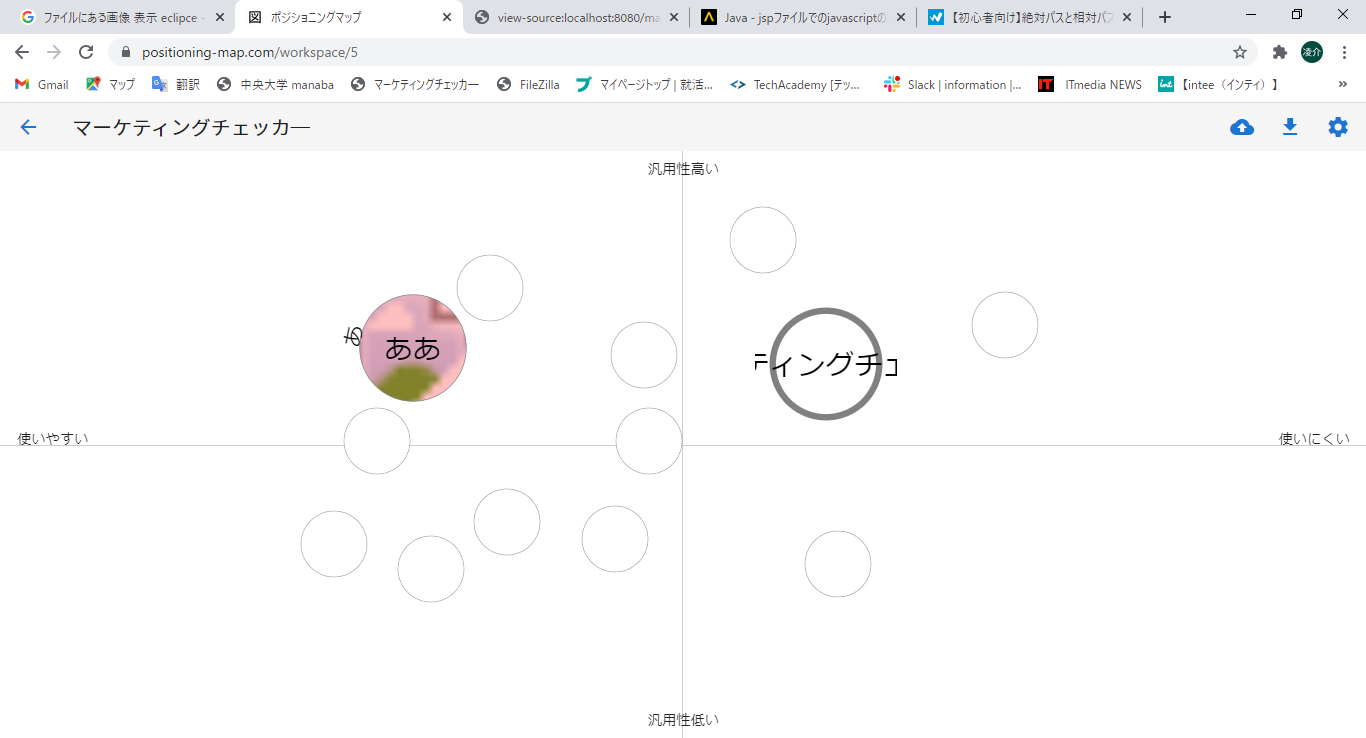 ファイルにある画像 表示 eclipce -
ポジショニングマップ
view-source:localhost:8080/ma
Java - jspファイルでのjavascriptの
【初心者向け】絶対パスと相対パス
positioning-map.com/workspace/5
凌介
Gmail
マップ
翻訳
中央大学 manaba
マーケティングチェッカー
FileZilla
マイページトップ | 就活...
TechAcademy [テッ...
Slack | information |...
ITmedia NEWS
【intee（インティ）】
»
マーケティングチェッカー
汎用性高い
あ
ああ
ティングチェ
使いやすい
使いにくい
汎用性低い